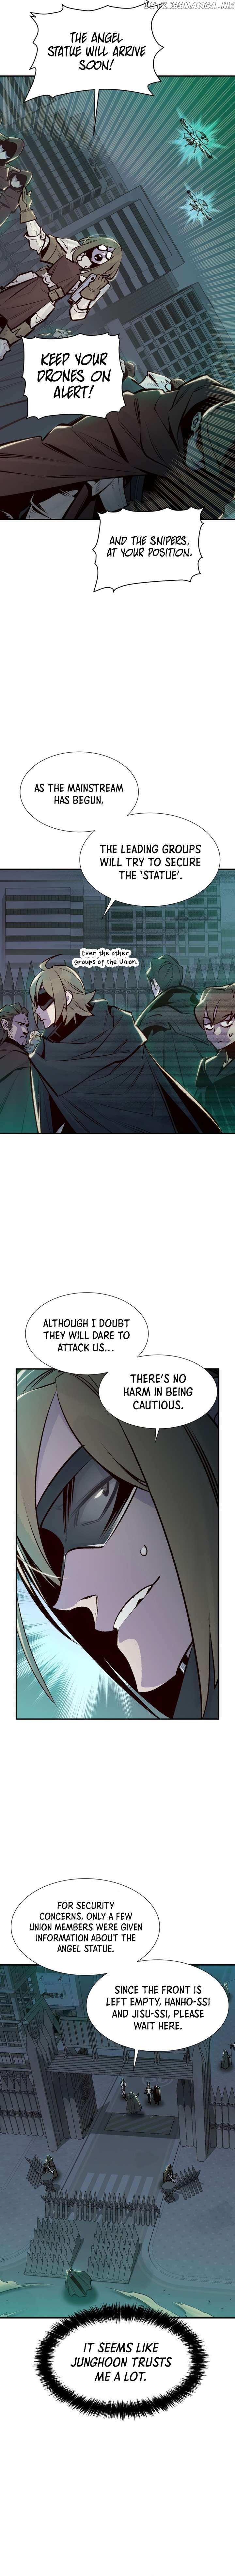 THE ANGEL
STATUE WILL ARRIVE
SOON!
KEEP YOUR
DRONES ON
ALERT!
AND THE SNIPERS,
AT YOUR POSITION.
AS THE MAINSTREAM
HAS BEGUN,
THE LEADING GROUPS
WILL TRY TO SECURE
THE ‘STATUE’.
Even the other
groups of the Union
ALTHOUGH I DOUBT
THEY WILL DARE TO
ATTACK US...
THERE'S NO
HARM IN BEING
CAUTIOUS.
FOR SECURITY
CONCERNS, ONLY A FEW
UNION MEMBERS WERE GIVEN
INFORMATION ABOUT THE
ANGEL STATUE.
SINCE THE FRONT IS
LEFT EMPTY, HANHO-SSI
AND JISU-SSI, PLEASE
WAIT HERE.
IT SEEMS LIKE
JUNGHOON TRUSTS
ME A LOT.